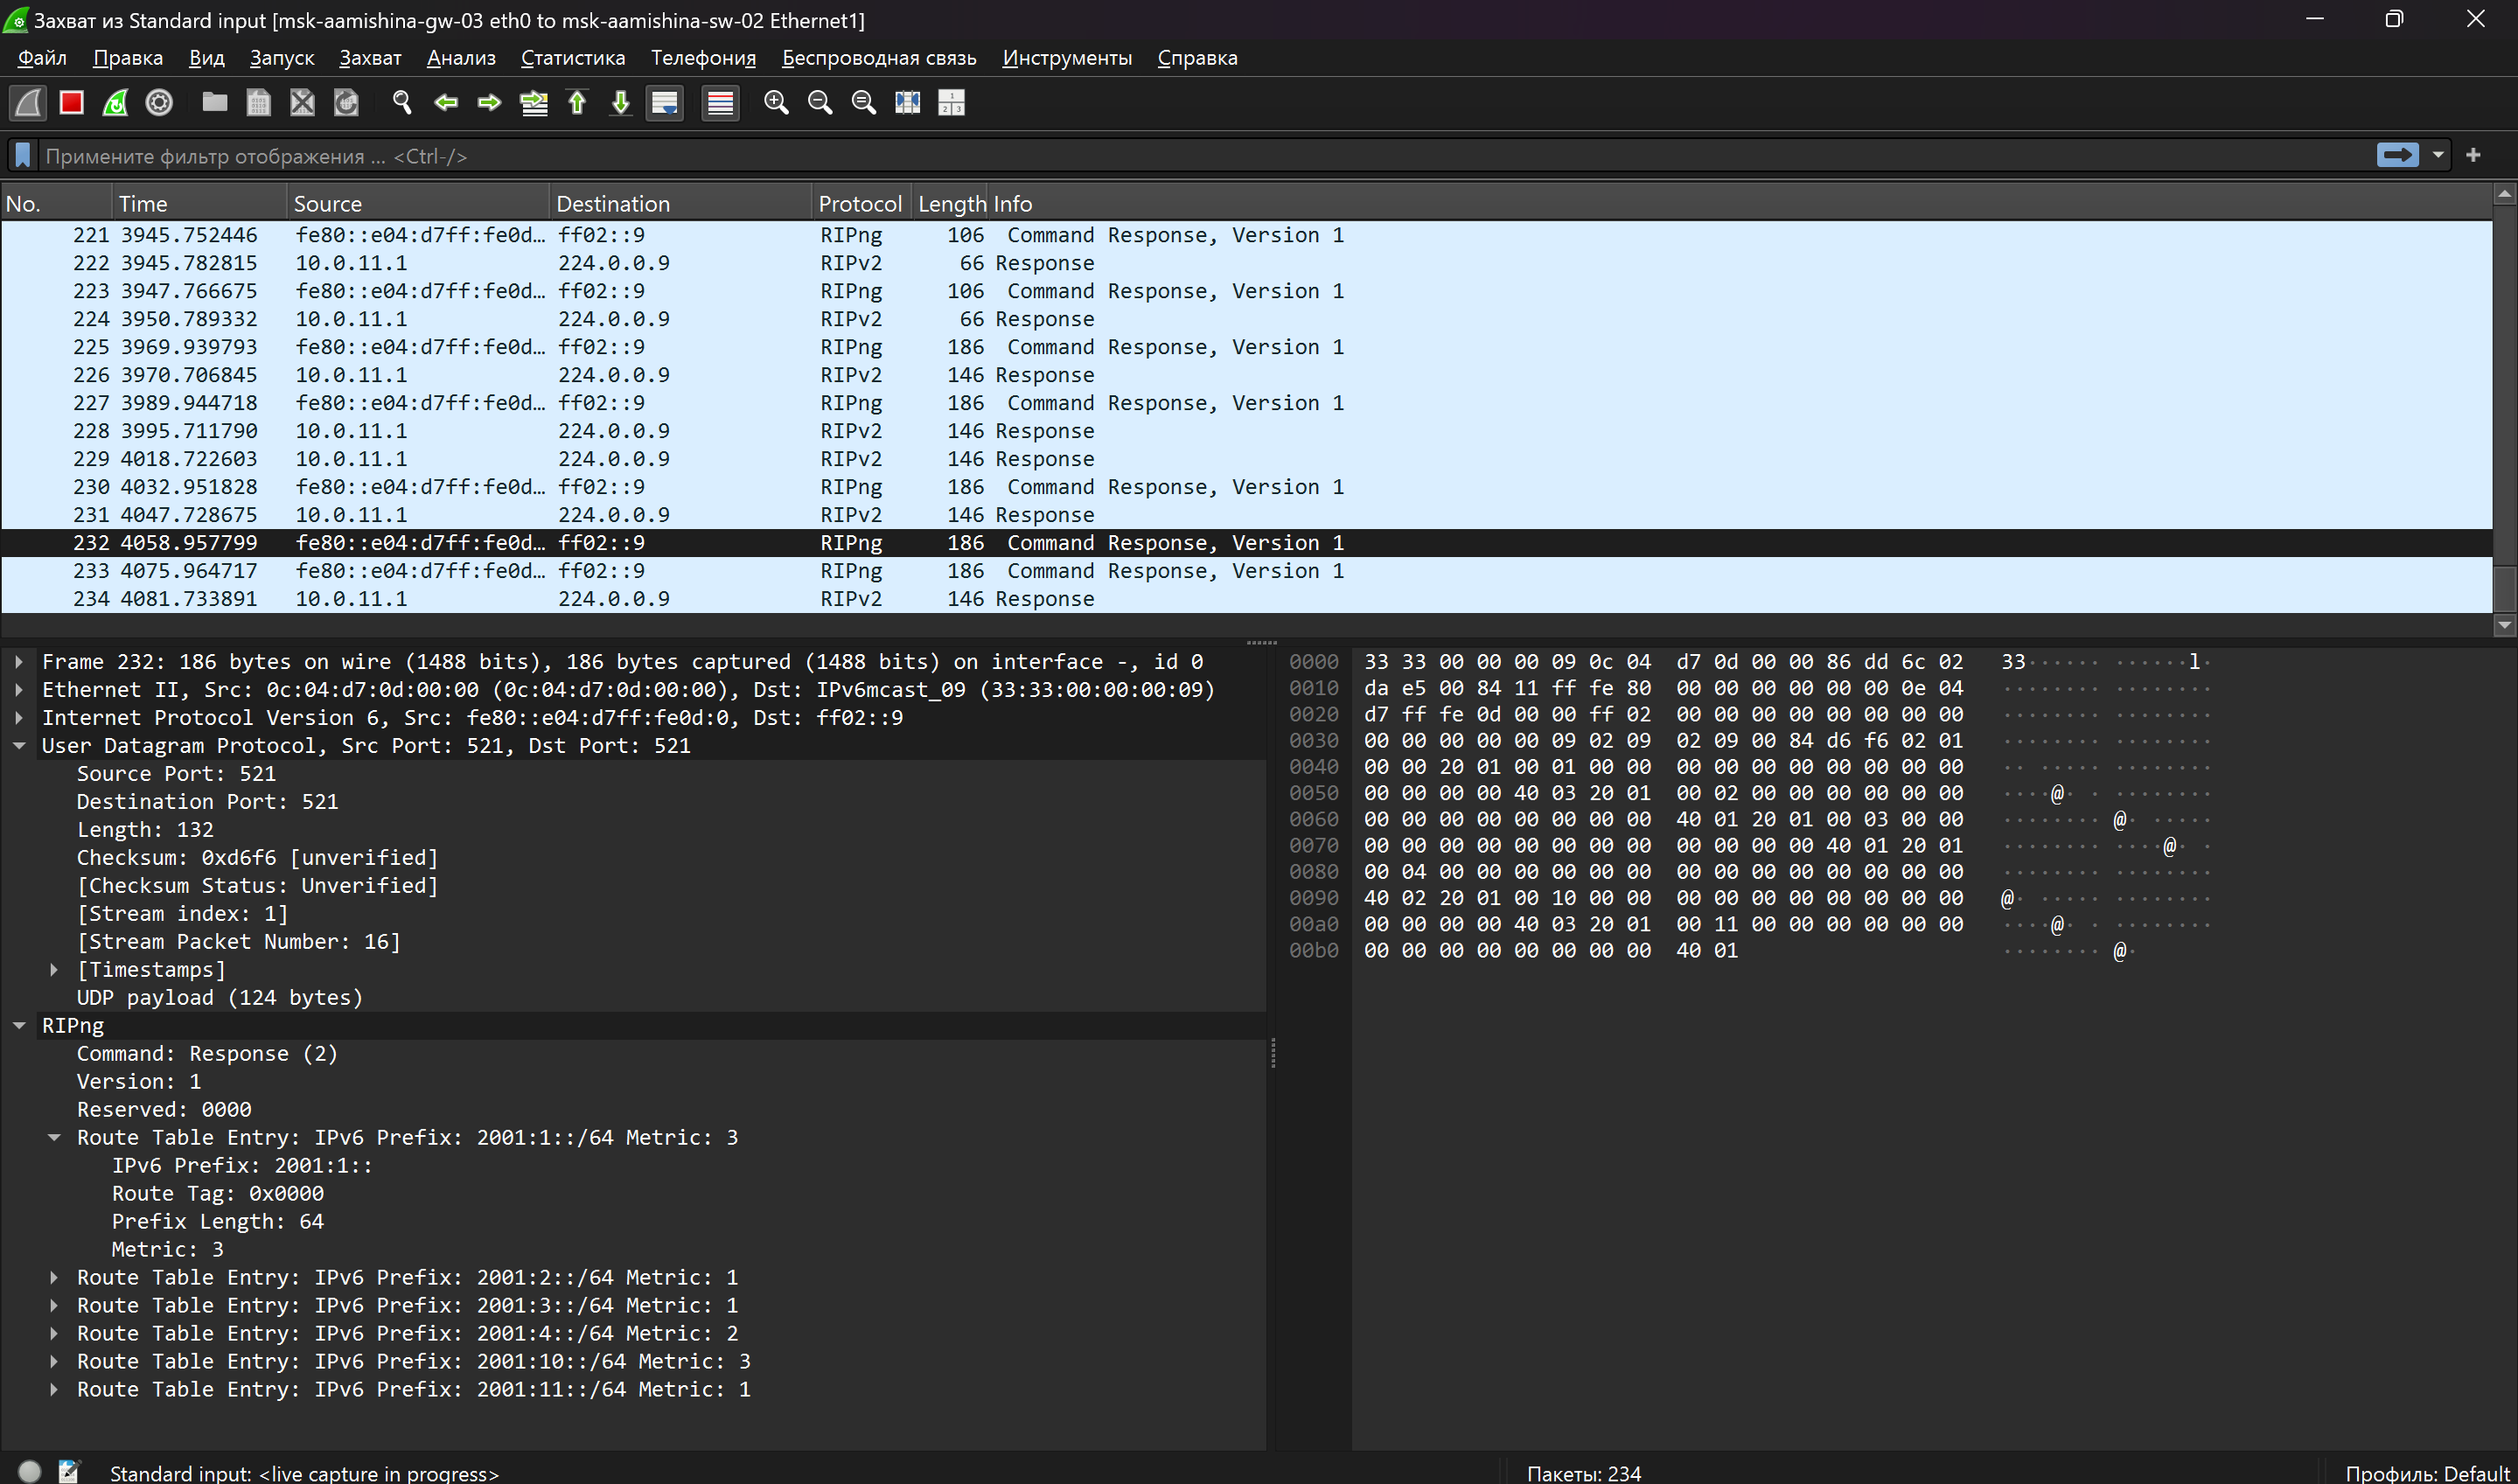 Захват из Standard input [msk-aamishina-gw-03 eth0 to msk-aamishina-sw-02 Ethernet1]
Файл Правка Вид Запуск Захват Анализ Статистика Телефония Беспроводная связь Инструменты Справка
Примените фильтр отображения ... <Ctrl-/>
No. Time Source Destination Protocol Length Info
221 3945.752446 fe80::e04:d7ff:fe0d… ff02::9 RIPng 106 Command Response, Version 1
222 3945.782815 10.0.11.1 224.0.0.9 RIPv2 66 Response
223 3947.766675 fe80::e04:d7ff:fe0d… ff02::9 RIPng 106 Command Response, Version 1
224 3950.789332 10.0.11.1 224.0.0.9 RIPv2 66 Response
225 3969.939793 fe80::e04:d7ff:fe0d… ff02::9 RIPng 186 Command Response, Version 1
226 3970.706845 10.0.11.1 224.0.0.9 RIPv2 146 Response
227 3989.944718 fe80::e04:d7ff:fe0d… ff02::9 RIPng 186 Command Response, Version 1
228 3995.711790 10.0.11.1 224.0.0.9 RIPv2 146 Response
229 4018.722603 10.0.11.1 224.0.0.9 RIPv2 146 Response
230 4032.951828 fe80::e04:d7ff:fe0d… ff02::9 RIPng 186 Command Response, Version 1
231 4047.728675 10.0.11.1 224.0.0.9 RIPv2 146 Response
232 4058.957799 fe80::e04:d7ff:fe0d… ff02::9 RIPng 186 Command Response, Version 1
233 4075.964717 fe80::e04:d7ff:fe0d… ff02::9 RIPng 186 Command Response, Version 1
234 4081.733891 10.0.11.1 224.0.0.9 RIPv2 146 Response
Frame 232: 186 bytes on wire (1488 bits), 186 bytes captured (1488 bits) on interface -, id 0
Ethernet II, Src: 0c:04:d7:0d:00:00 (0c:04:d7:0d:00:00), Dst: IPv6mcast_09 (33:33:00:00:00:09)
Internet Protocol Version 6, Src: fe80::e04:d7ff:fe0d:0, Dst: ff02::9
User Datagram Protocol, Src Port: 521, Dst Port: 521
Source Port: 521
Destination Port: 521
Length: 132
Checksum: 0xd6f6 [unverified]
[Checksum Status: Unverified]
[Stream index: 1]
[Stream Packet Number: 16]
[Timestamps]
UDP payload (124 bytes)
RIPng
Command: Response (2)
Version: 1
Reserved: 0000
Route Table Entry: IPv6 Prefix: 2001:1::/64 Metric: 3
IPv6 Prefix: 2001:1::
Route Tag: 0x0000
Prefix Length: 64
Metric: 3
Route Table Entry: IPv6 Prefix: 2001:2::/64 Metric: 1
Route Table Entry: IPv6 Prefix: 2001:3::/64 Metric: 1
Route Table Entry: IPv6 Prefix: 2001:4::/64 Metric: 2
Route Table Entry: IPv6 Prefix: 2001:10::/64 Metric: 3
Route Table Entry: IPv6 Prefix: 2001:11::/64 Metric: 1
0000 33 33 00 00 00 09 0c 04 d7 0d 00 00 86 dd 6c 02 33······ ······l·
0010 da e5 00 84 11 ff fe 80 00 00 00 00 00 00 0e 04 ········ ········
0020 d7 ff fe 0d 00 00 ff 02 00 00 00 00 00 00 00 00 ········ ········
0030 00 00 00 00 00 09 02 09 02 09 00 84 d6 f6 02 01 ········ ········
0040 00 00 20 01 00 01 00 00 00 00 00 00 00 00 00 00 ·· ····· ········
0050 00 00 00 00 40 03 20 01 00 02 00 00 00 00 00 00 ····@· · ········
0060 00 00 00 00 00 00 00 00 40 01 20 01 00 03 00 00 ········ @· ·····
0070 00 00 00 00 00 00 00 00 00 00 00 00 40 01 20 01 ········ ····@· ·
0080 00 04 00 00 00 00 00 00 00 00 00 00 00 00 00 00 ········ ········
0090 40 02 20 01 00 10 00 00 00 00 00 00 00 00 00 00 @· ····· ········
00a0 00 00 00 00 40 03 20 01 00 11 00 00 00 00 00 00 ····@· · ········
00b0 00 00 00 00 00 00 00 00 40 01 ········ @·
Standard input: <live capture in progress> Пакеты: 234 Профиль: Default